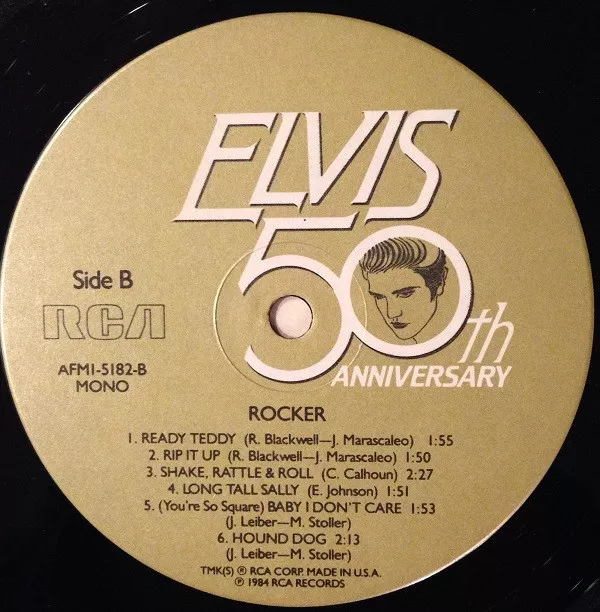 ELVIS
50th
ANNIVERSARY
Side B
RCA
AFM1-5182-B
MONO
ROCKER
1. READY TEDDY (R. Blackwell—J. Marascaleo) 1:55
2. RIP IT UP (R. Blackwell—J. Marascaleo) 1:50
3. SHAKE, RATTLE & ROLL (C. Calhoun) 2:27
4. LONG TALL SALLY (E. Johnson) 1:51
5. (You're So Square) BABY I DON'T CARE 1:53
(J. Leiber—M. Stoller)
6. HOUND DOG 2:13
(J. Leiber—M. Stoller)
TMK(S) ® RCA CORP. MADE IN U.S.A.
℗ 1984 RCA RECORDS